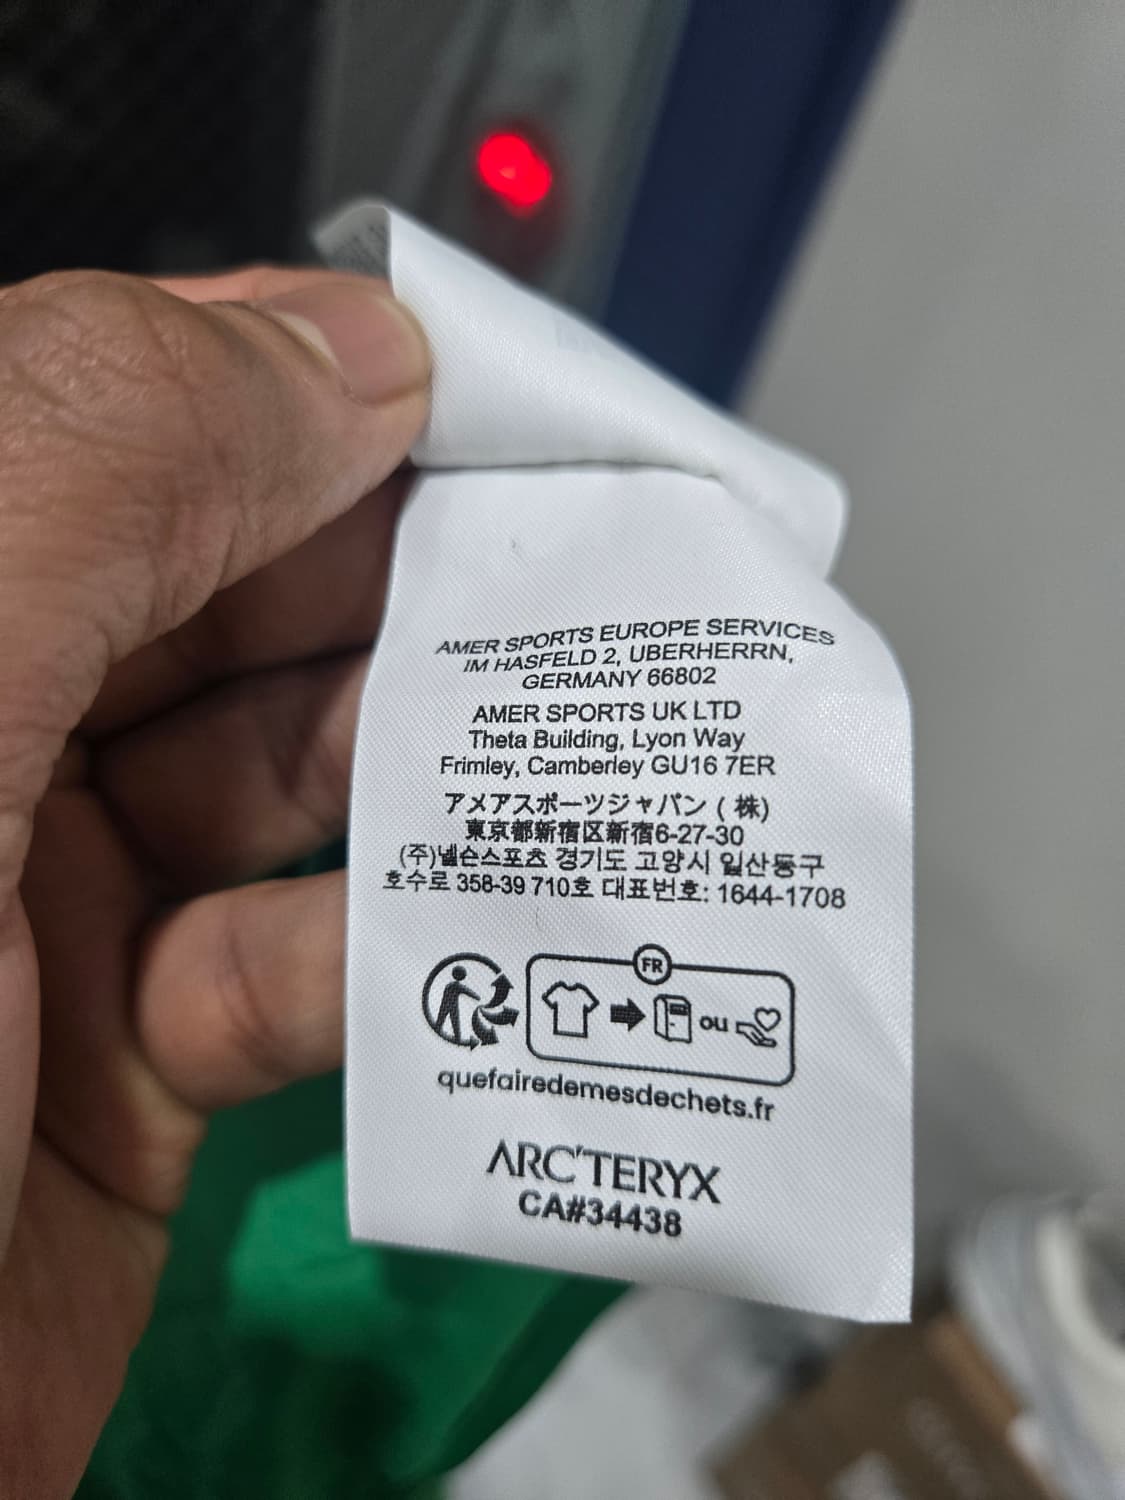 AMER SPORTS EUROPE SERVICES
IM HASFELD 2, UBERHERRN,
GERMANY 66802
AMER SPORTS UK LTD
Theta Building, Lyon Way
Frimley, Camberley GU16 7ER
アメアスポーツジャパン ( 株)
東京都新宿区新宿6-27-30
(주)넬슨스포츠 경기도 고양시 일산동구
호수로 358-39 710호 대표번호: 1644-1708
FR
ou
quefairedemesdechets.fr
ARC'TERYX
CA#34438